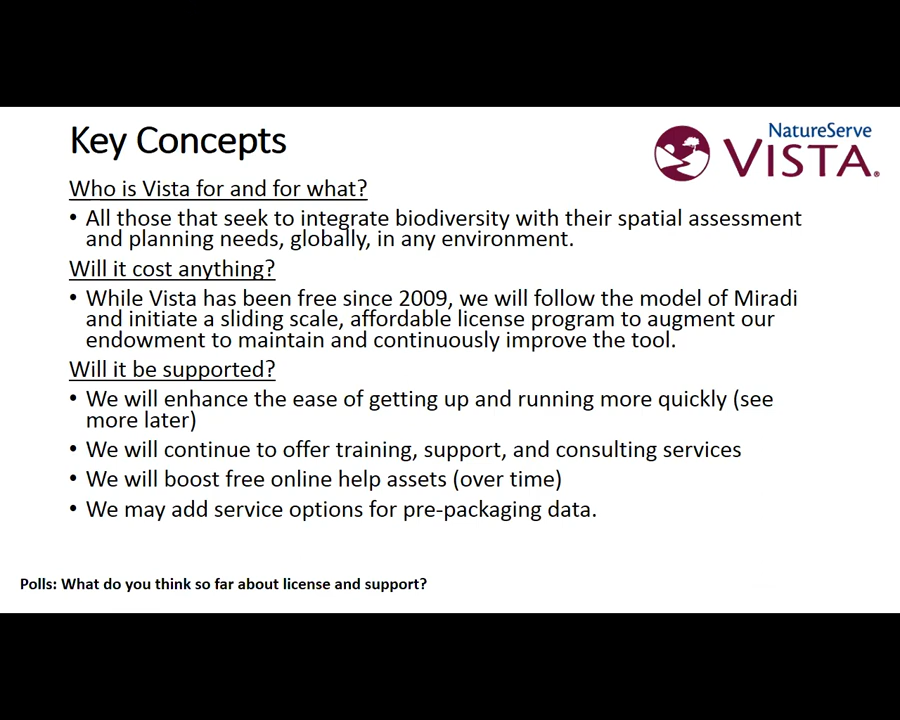 Key Concepts
NatureServe
VISTA®
Who is Vista for and for what?
• All those that seek to integrate biodiversity with their spatial assessment
and planning needs, globally, in any environment.
Will it cost anything?
• While Vista has been free since 2009, we will follow the model of Miradi
and initiate a sliding scale, affordable license program to augment our
endowment to maintain and continuously improve the tool.
Will it be supported?
• We will enhance the ease of getting up and running more quickly (see
more later)
• We will continue to offer training, support, and consulting services
• We will boost free online help assets (over time)
• We may add service options for pre-packaging data.
Polls: What do you think so far about license and support?